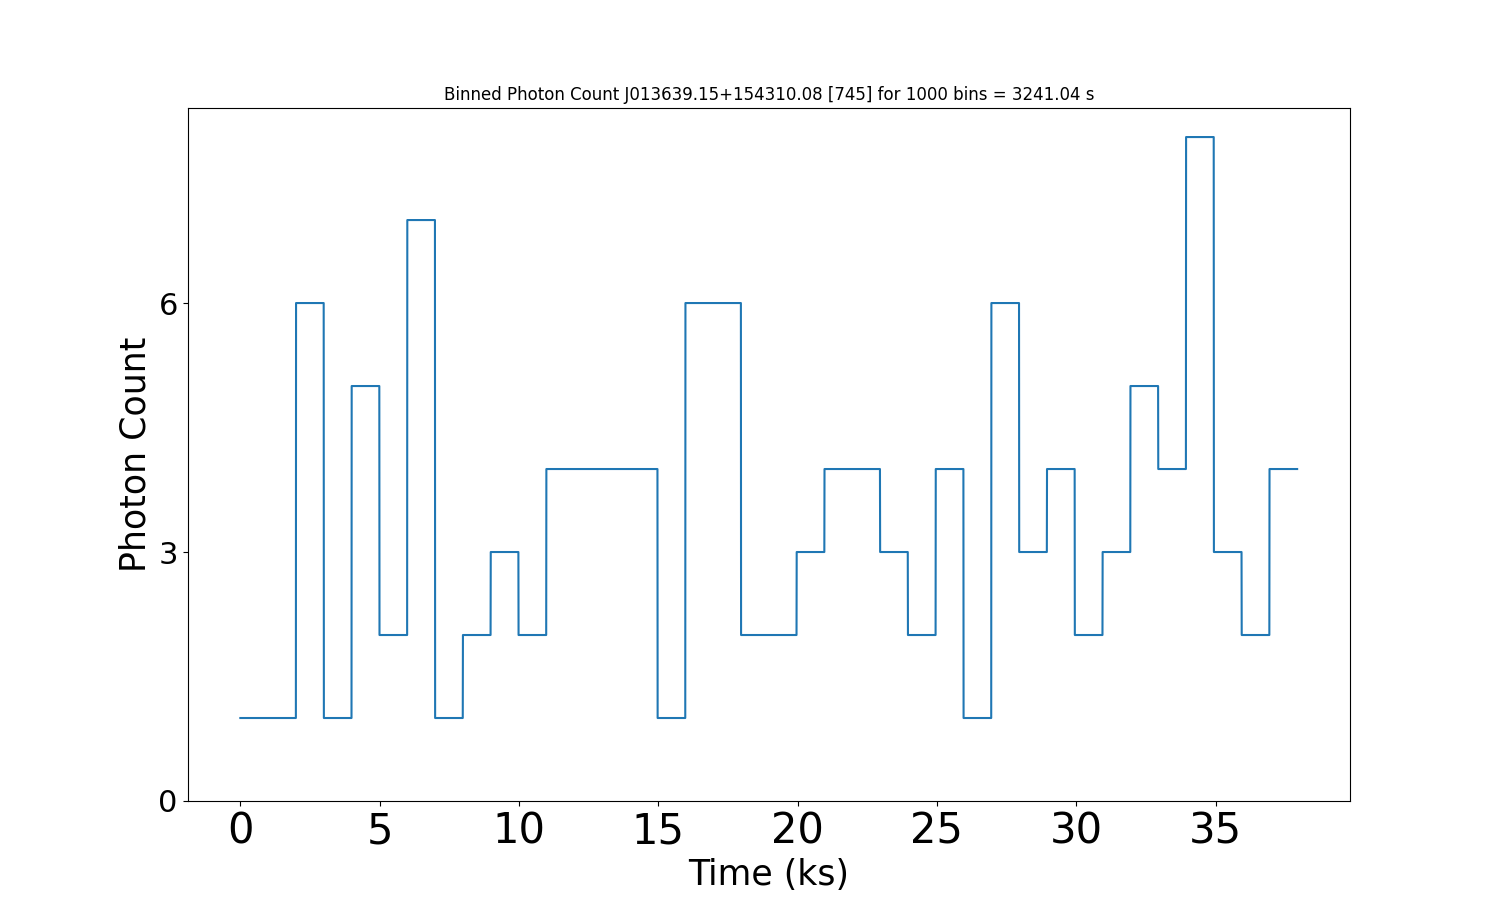 Binned Photon Count J013639.15+154310.08 [745] for 1000 bins = 3241.04 s
Photon Count
6
3
0
0 5 10 15 20 25 30 35
Time (ks)